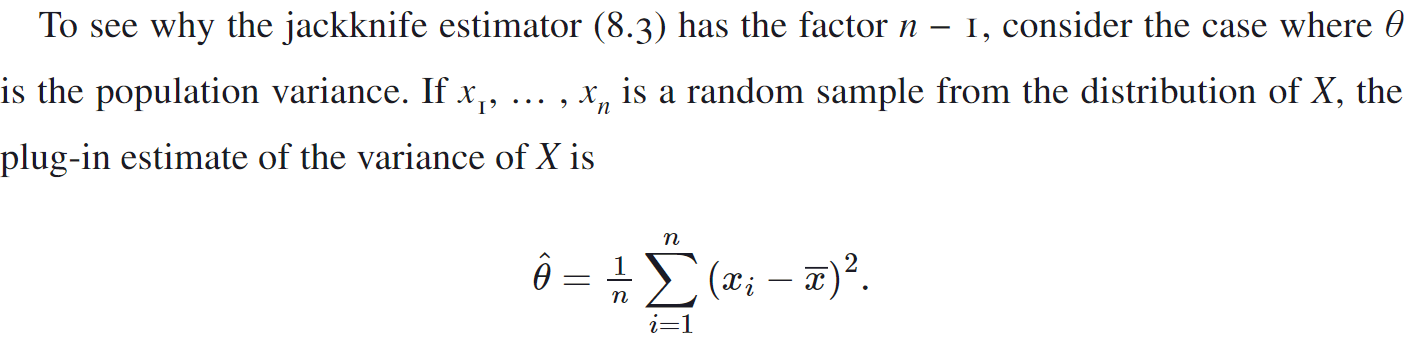 To see why the jackknife estimator (8.3) has the factor n − 1, consider the case where θ
is the population variance. If x₁, … , xₙ is a random sample from the distribution of X, the
plug-in estimate of the variance of X is
θ̂ = 1/n ∑ᵢ₌₁ⁿ (xᵢ − x̅)².